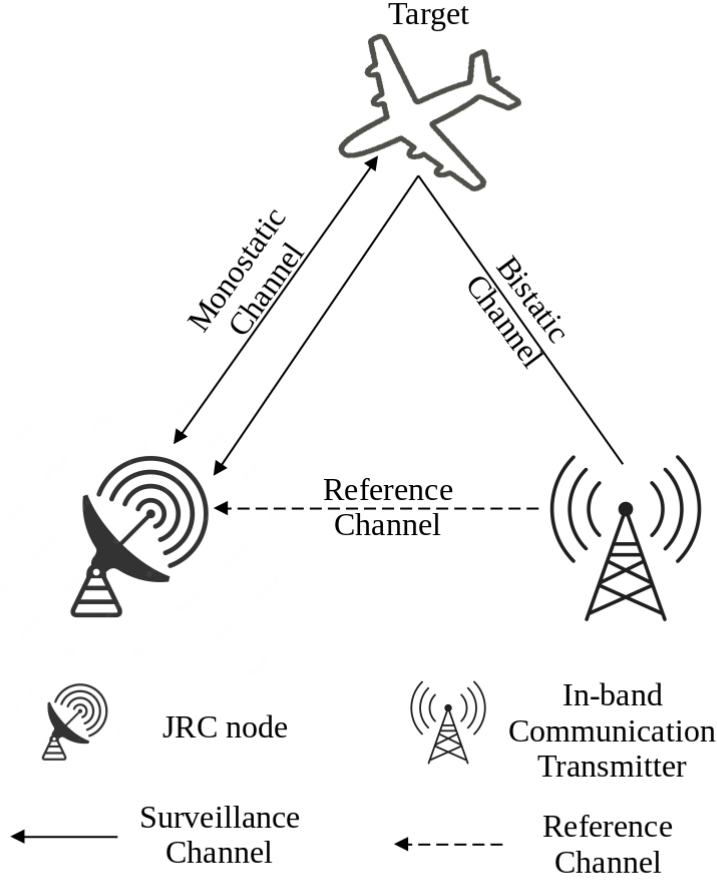 Target
Monostatic
Channel
Bistatic
Channel
Reference
Channel
JRC node
In-band
Communication
Transmitter
Surveillance
Channel
Reference
Channel